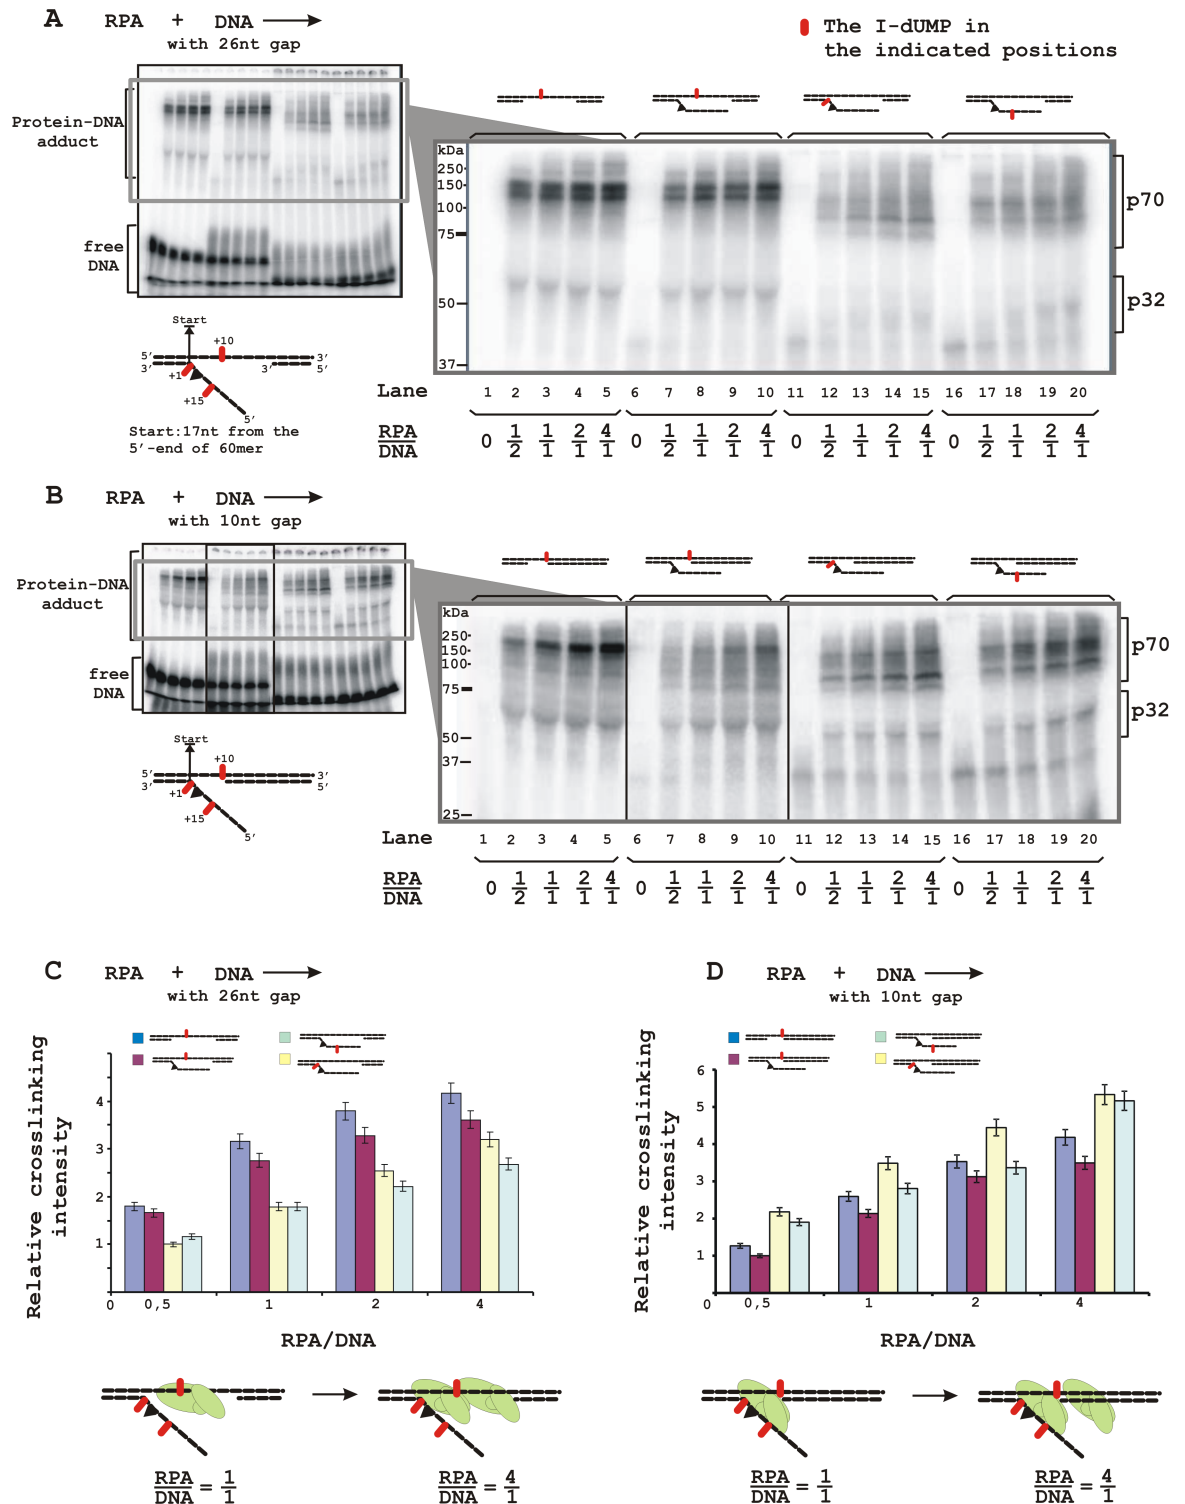 A RPA + DNA
with 26nt gap
The I-dUMP in
the indicated positions
Protein-DNA
adduct
free
DNA
kDa
250
150
100
75
50
37
p70
p32
Start
+10
5′ 3′
3′ 3′ 5′
+1
+15
5′
Start:17nt from the
5′-end of 60mer
Lane 1 2 3 4 5 6 7 8 9 10 11 12 13 14 15 16 17 18 19 20
RPA/DNA 0 1/2 1/1 2/1 4/1 0 1/2 1/1 2/1 4/1 0 1/2 1/1 2/1 4/1 0 1/2 1/1 2/1 4/1
B RPA + DNA
with 10nt gap
Protein-DNA
adduct
free
DNA
kDa
250
150
100
75
50
37
25
p70
p32
Start
+10
5′ 3′
3′ 5′
+1
+15
5′
Lane 1 2 3 4 5 6 7 8 9 10 11 12 13 14 15 16 17 18 19 20
RPA/DNA 0 1/2 1/1 2/1 4/1 0 1/2 1/1 2/1 4/1 0 1/2 1/1 2/1 4/1 0 1/2 1/1 2/1 4/1
C RPA + DNA
with 26nt gap
Relative crosslinking
intensity
4
3
2
1
0 0,5 1 2 4
RPA/DNA
RPA/DNA = 1/1
RPA/DNA = 4/1
D RPA + DNA
with 10nt gap
Relative crosslinking
intensity
6
5
4
3
2
1
0 0,5 1 2 4
RPA/DNA
RPA/DNA = 1/1
RPA/DNA = 4/1